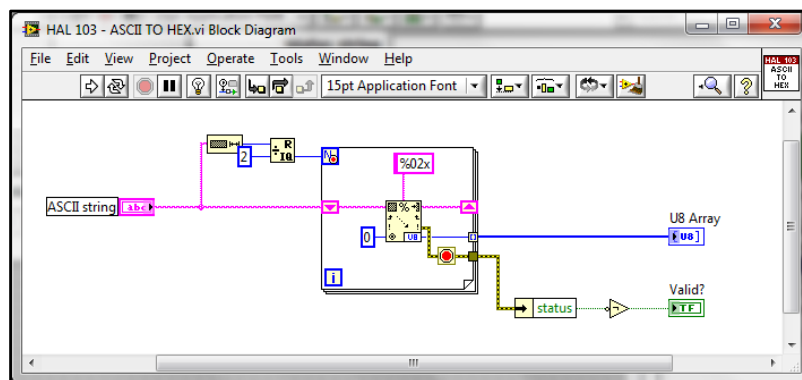 HAL 103 - ASCII TO HEX.vi Block Diagram
File Edit View Project Operate Tools Window Help
HAL 103
ASCII
TO
HEX
15pt Application Font
?
R
IQ
2
N
%02x
ASCII string
abc
%
0
U8
i
U8 Array
U8]
status
Valid?
TF